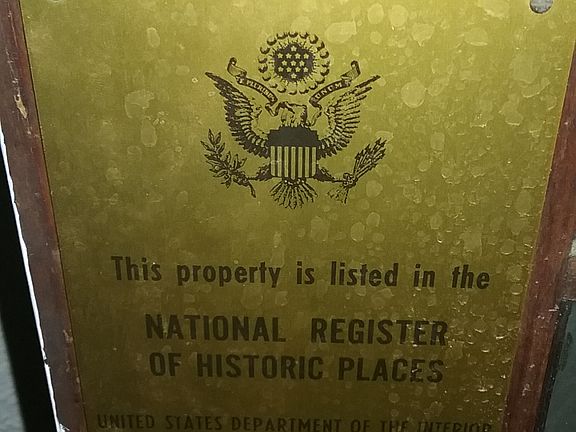 This property is listed in the
NATIONAL REGISTER
OF HISTORIC PLACES
UNITED STATES DEPARTMENT OF THE INTERIOR